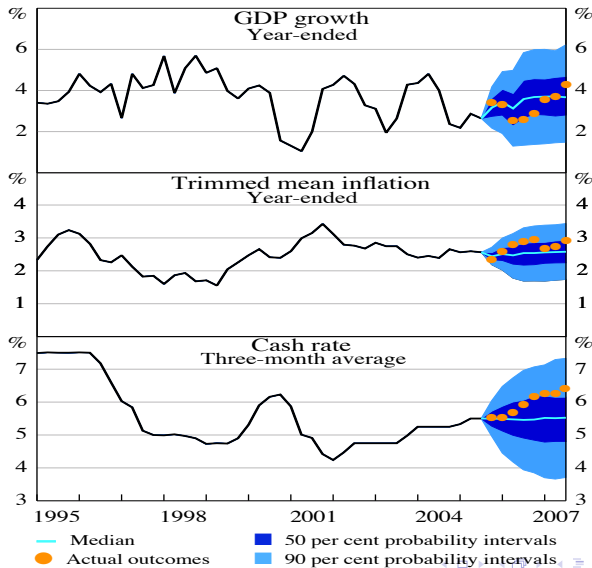 GDP growth
Year-ended
% %
6 6
4 4
2 2
Trimmed mean inflation
Year-ended
% %
4 4
3 3
2 2
1 1
Cash rate
Three-month average
% %
7 7
6 6
5 5
4 4
3 3
1995 1998 2001 2004 2007
Median 50 per cent probability intervals
Actual outcomes 90 per cent probability intervals